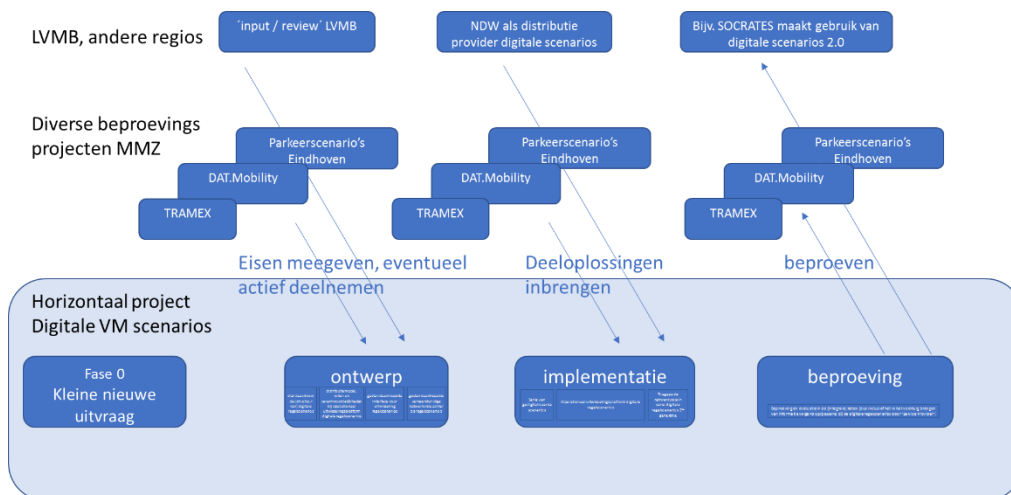 LVMB, andere regios
´input / review´ LVMB
NDW als distributie
provider digitale scenarios
Bijv. SOCRATES maakt gebruik van
digitale scenarios 2.0
Diverse beproevings
projecten MMZ
Parkeerscenario's
Eindhoven
DAT.Mobility
TRAMEX
Parkeerscenario's
Eindhoven
DAT.Mobility
TRAMEX
Parkeerscenario's
Eindhoven
DAT.Mobility
TRAMEX
Eisen meegeven, eventueel
actief deelnemen
Deeloplossingen
inbrengen
beproeven
Horizontaal project
Digitale VM scenarios
Fase 0
Kleine nieuwe
uitvraag
ontwerp
implementatie
beproeving